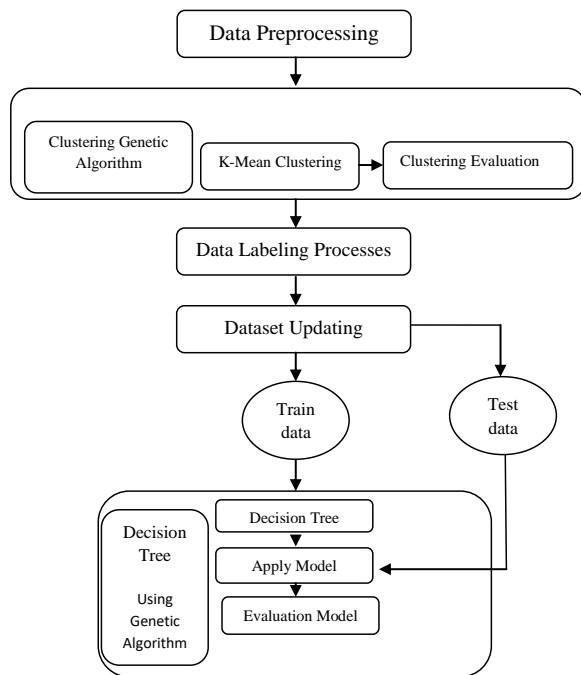 Data Preprocessing
Clustering Genetic
Algorithm
K-Mean Clustering
Clustering Evaluation
Data Labeling Processes
Dataset Updating
Train
data
Test
data
Decision Tree
Apply Model
Evaluation Model
Decision
Tree
Using
Genetic
Algorithm